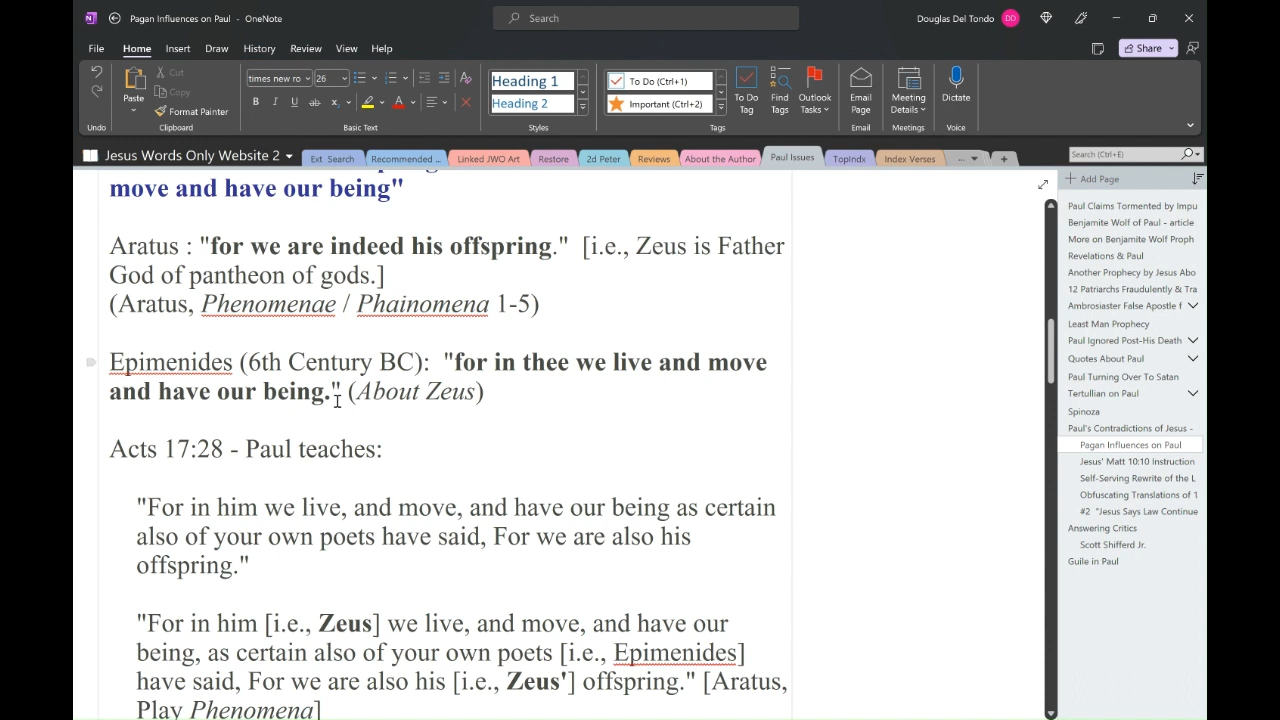 Pagan Influences on Paul - OneNote
Search
Douglas Del Tondo
DD
File Home Insert Draw History Review View Help
Share
Paste
Cut
Copy
Format Painter
times new ro
26
B I U ab x
A
Heading 1
Heading 2
To Do (Ctrl+1)
Important (Ctrl+2)
To Do Tag
Find Tags
Outlook Tasks
Email Page
Meeting Details
Dictate
Undo Clipboard Basic Text Styles Tags Email Meetings Voice
Jesus Words Only Website 2
Ext Search
Recommended ...
Linked JWO Art
Restore
2d Peter
Reviews
About the Author
Paul Issues
TopIndx
Index Verses
...
+
Search (Ctrl+E)
move and have our being"
Aratus : "for we are indeed his offspring." [i.e., Zeus is Father
God of pantheon of gods.]
(Aratus, Phenomenae / Phainomena 1-5)
Epimenides (6th Century BC): "for in thee we live and move
and have our being." (About Zeus)
Acts 17:28 - Paul teaches:
"For in him we live, and move, and have our being as certain
also of your own poets have said, For we are also his
offspring."
"For in him [i.e., Zeus] we live, and move, and have our
being, as certain also of your own poets [i.e., Epimenides]
have said, For we are also his [i.e., Zeus'] offspring." [Aratus,
Play Phenomena]
Add Page
Paul Claims Tormented by Impu
Benjamite Wolf of Paul - article
More on Benjamite Wolf Proph
Revelations & Paul
Another Prophecy by Jesus Abo
12 Patriarchs Fraudulently & Tra
Ambrosiaster False Apostle f
Least Man Prophecy
Paul Ignored Post-His Death
Quotes About Paul
Paul Turning Over To Satan
Tertullian on Paul
Spinoza
Paul's Contradictions of Jesus -
Pagan Influences on Paul
Jesus' Matt 10:10 Instruction
Self-Serving Rewrite of the L
Obfuscating Translations of 1
#2 "Jesus Says Law Continue
Answering Critics
Scott Shifferd Jr.
Guile in Paul